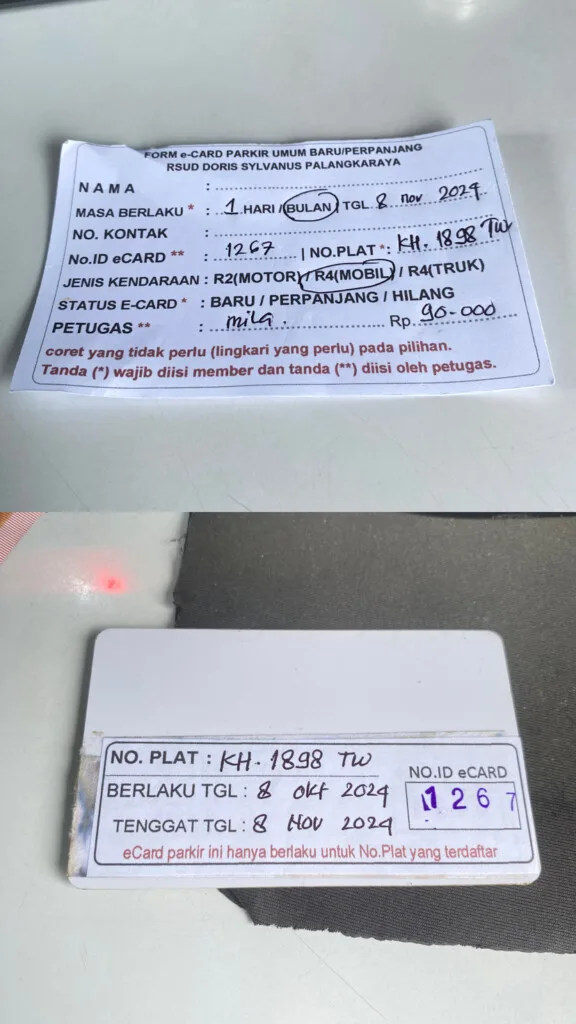 FORM e-CARD PARKIR UMUM BARU/PERPANJANG
RSUD DORIS SYLVANUS PALANGKARAYA
NAMA :
MASA BERLAKU * : 1 HARI / BULAN / TGL 8 nov 2024
NO. KONTAK :
No.ID eCARD ** : 1267 | NO.PLAT *: KH. 1898 TW
JENIS KENDARAAN : R2(MOTOR) / R4(MOBIL) / R4(TRUK)
STATUS E-CARD * : BARU / PERPANJANG / HILANG
PETUGAS ** : mila. Rp. 90.000
coret yang tidak perlu (lingkari yang perlu) pada pilihan.
Tanda (*) wajib diisi member dan tanda (**) diisi oleh petugas.
NO. PLAT : KH. 1898 TW
BERLAKU TGL : 8 okt 2024
TENGGAT TGL : 8 Nov 2024
NO.ID eCARD
1267
eCard parkir ini hanya berlaku untuk No.Plat yang terdaftar